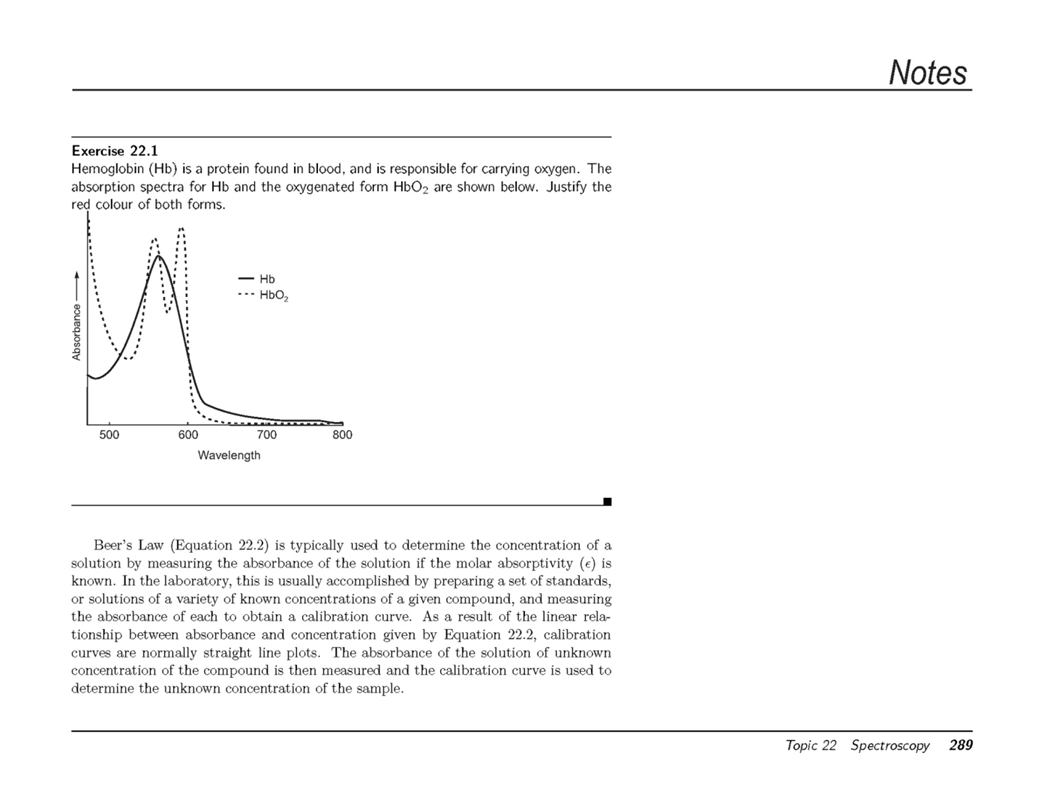 Notes
Exercise 22.1
Hemoglobin (Hb) is a protein found in blood, and is responsible for carrying oxygen. The
absorption spectra for Hb and the oxygenated form HbO₂ are shown below. Justify the
red colour of both forms.
Hb
HbO₂
Absorbance
500 600 700 800
Wavelength
Beer's Law (Equation 22.2) is typically used to determine the concentration of a
solution by measuring the absorbance of the solution if the molar absorptivity (ϵ) is
known. In the laboratory, this is usually accomplished by preparing a set of standards,
or solutions of a variety of known concentrations of a given compound, and measuring
the absorbance of each to obtain a calibration curve. As a result of the linear rela-
tionship between absorbance and concentration given by Equation 22.2, calibration
curves are normally straight line plots. The absorbance of the solution of unknown
concentration of the compound is then measured and the calibration curve is used to
determine the unknown concentration of the sample.
Topic 22 Spectroscopy 289